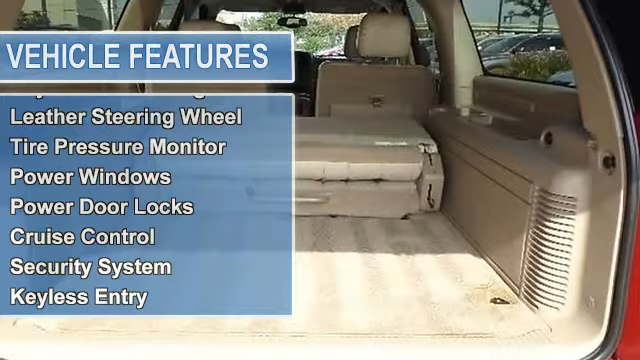 VEHICLE FEATURES
Leather Steering Wheel
Tire Pressure Monitor
Power Windows
Power Door Locks
Cruise Control
Security System
Keyless Entry